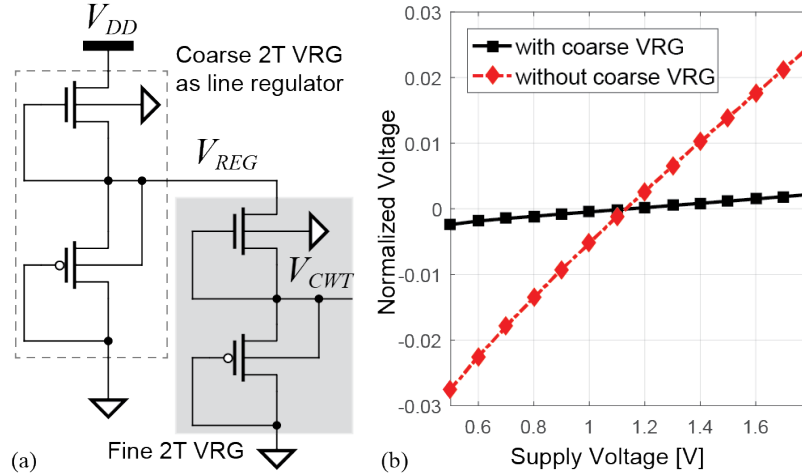 V_DD
Coarse 2T VRG
as line regulator
V_REG
V_CWT
(a)
Fine 2T VRG
0.03
0.02
0.01
0
-0.01
-0.02
-0.03
Normalized Voltage
with coarse VRG
without coarse VRG
0.6
0.8
1
1.2
1.4
1.6
(b)
Supply Voltage [V]